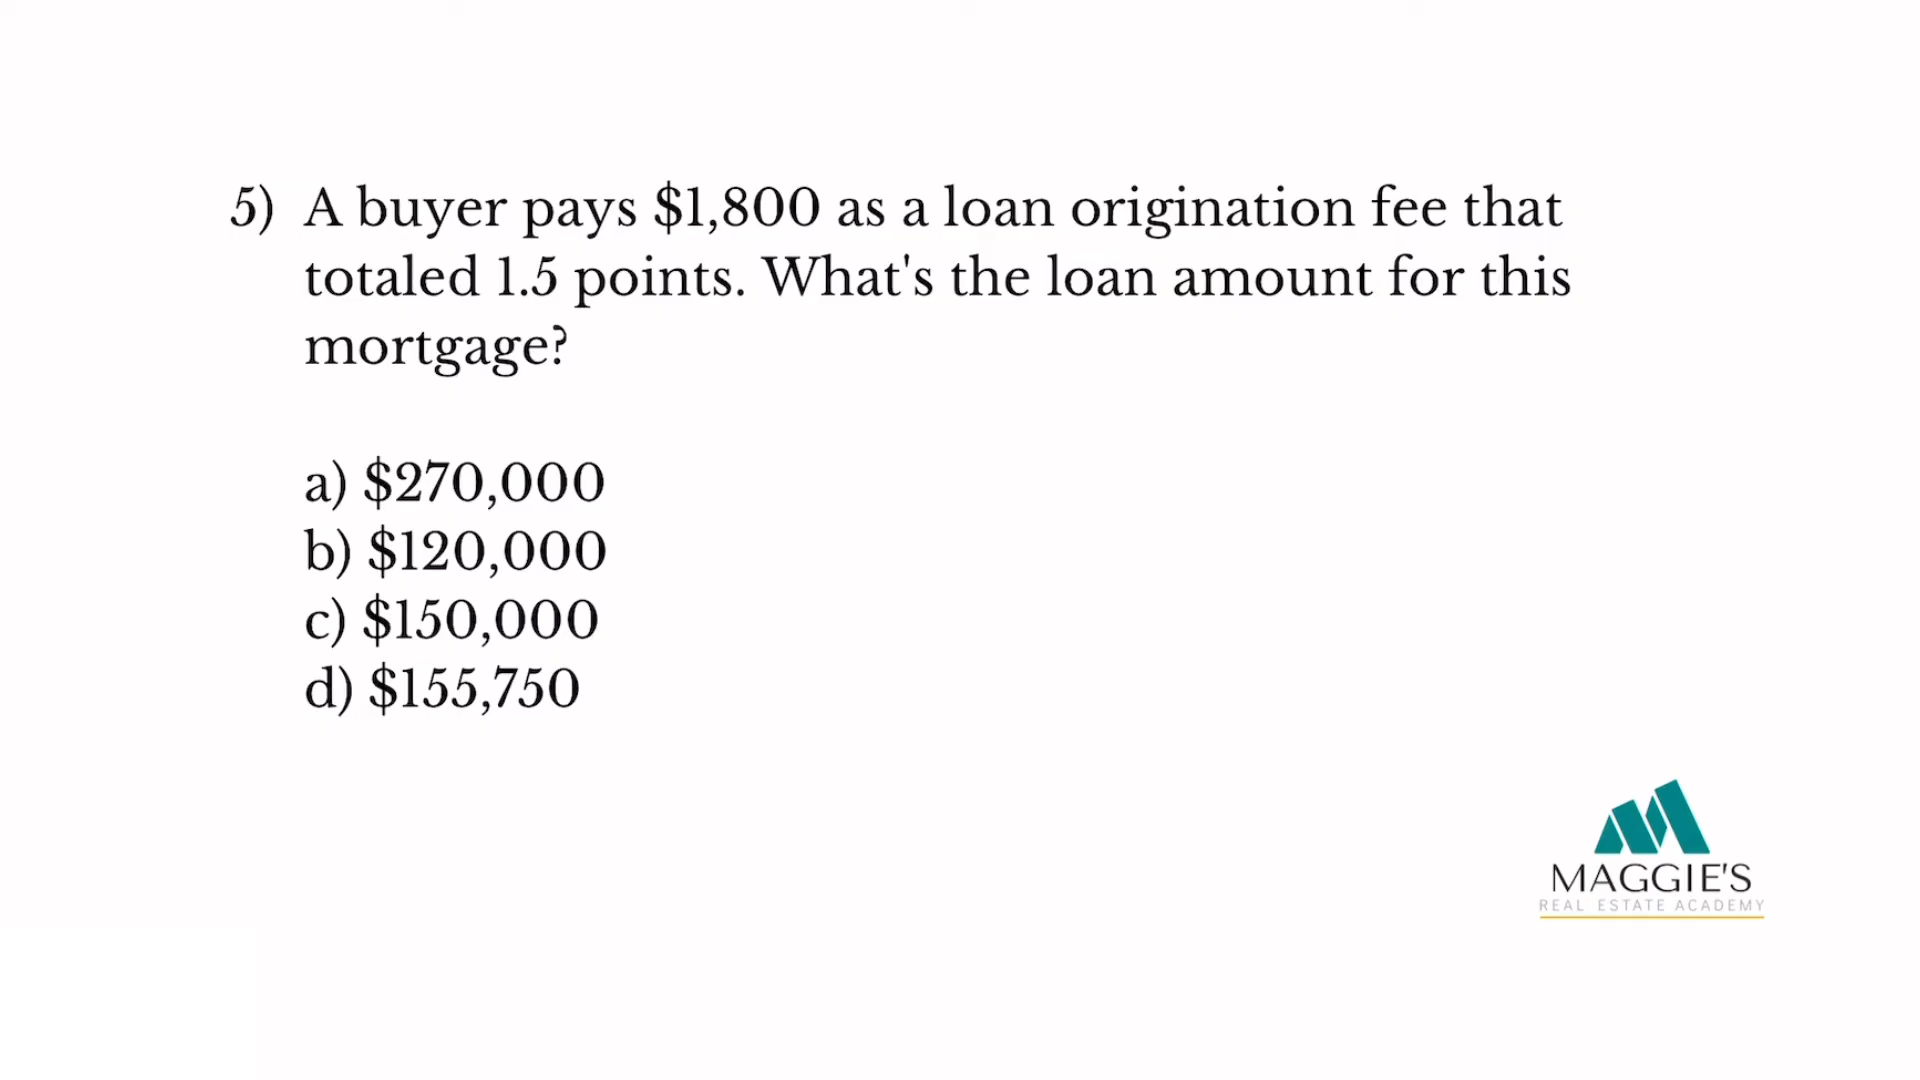 5) A buyer pays $1,800 as a loan origination fee that
totaled 1.5 points. What's the loan amount for this
mortgage?
a) $270,000
b) $120,000
c) $150,000
d) $155,750
MAGGIE'S
REAL ESTATE ACADEMY